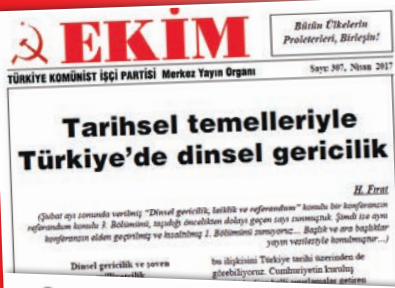 EKİM
Bütün Ülkelerin
Proleterleri, Birleşin!
TÜRKİYE KOMÜNİST İŞÇİ PARTİSİ Merkez Yayın Organı
Sayı: 307, Nisan 2017
Tarihsel temelleriyle
Türkiye'de dinsel gericilik
H. Fırat
(Şubat ayı sonunda verilmiş "Dinsel gericilik, laiklik ve referandum" konulu bir konferansın
referandum konulu 3. Bölümünü, taşıdığı öncelikten dolayı geçen sayı sunmuştuk. Şimdi ise aynı
konferansın elden geçirilmiş ve kısaltılmış 1. Bölümünü sunuyoruz... Başlık ve ara başlıklar
yayın vesilesiyle konulmuştur...)
Dinsel gericilik ve şoven
bu ilişkisini Türkiye tarihi üzerinden de
görebiliyoruz. Cumhuriyetin kuruluş